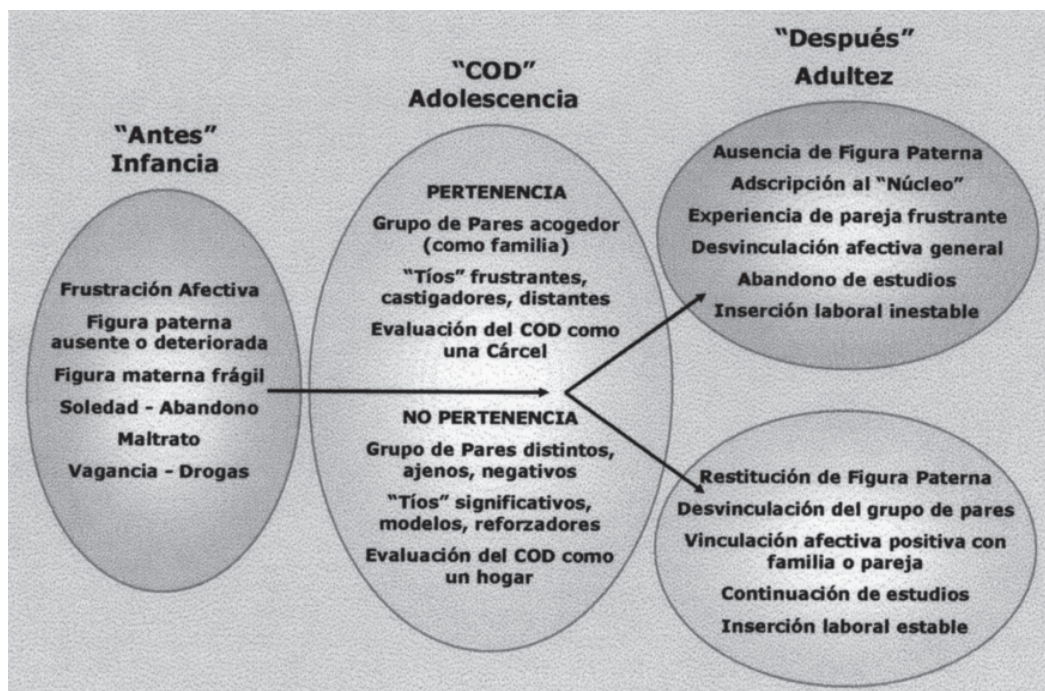 “Antes”
Infancia
Frustración Afectiva
Figura paterna
ausente o deteriorada
Figura materna frágil
Soledad - Abandono
Maltrato
Vagancia – Drogas
“COD”
Adolescencia
PERTENENCIA
Grupo de Pares acogedor
(como familia)
“Tíos” frustrantes,
castigadores, distantes
Evaluación del COD como
una Cárcel
NO PERTENENCIA
Grupo de Pares distintos,
ajenos, negativos
“Tíos” significativos,
modelos, reforzadores
Evaluación del COD como
un hogar
“Después”
Adultez
Ausencia de Figura Paterna
Adscripción al “Núcleo”
Experiencia de pareja frustrante
Desvinculación afectiva general
Abandono de estudios
Inserción laboral inestable
Restitución de Figura Paterna
Desvinculación del grupo de pares
Vinculación afectiva positiva con
familia o pareja
Continuación de estudios
Inserción laboral estable